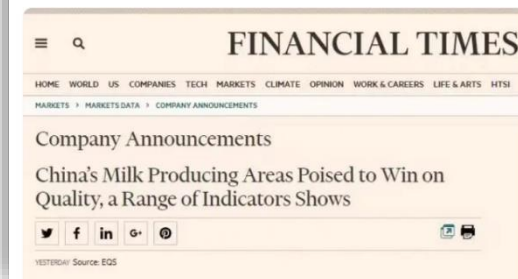 FINANCIAL TIMES
HOME WORLD US COMPANIES TECH MARKETS CLIMATE OPINION WORK & CAREERS LIFE & ARTS HTSI
MARKETS > MARKETS DATA > COMPANY ANNOUNCEMENTS
Company Announcements
China's Milk Producing Areas Poised to Win on
Quality, a Range of Indicators Shows
f in G+
YESTERDAY Source: EQS